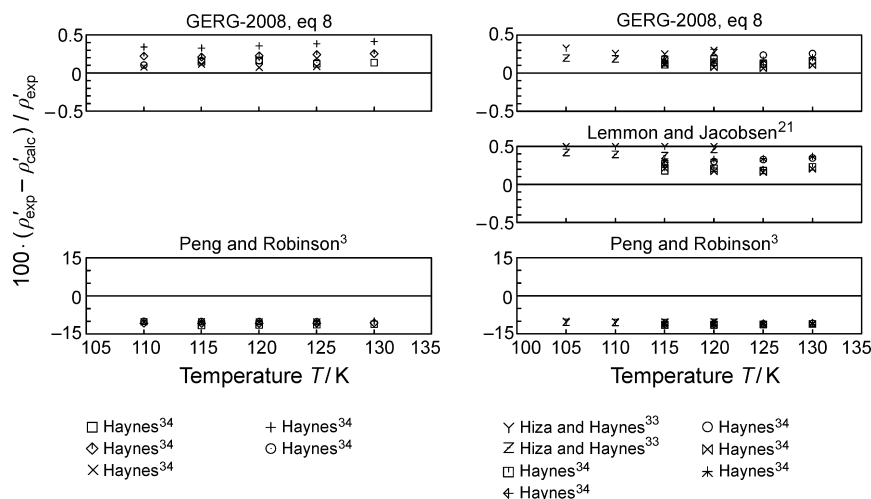 GERG-2008, eq 8
0.5
0
−0.5
Peng and Robinson³
15
0
−15
105 110 115 120 125 130 135
Temperature T/K
100·(ρ′exp − ρ′calc) / ρ′exp
GERG-2008, eq 8
0.5
0
−0.5
Lemmon and Jacobsen²¹
0.5
0
−0.5
Peng and Robinson³
15
0
−15
100 105 110 115 120 125 130 135
Temperature T/K
Haynes³⁴
Haynes³⁴
Haynes³⁴
Haynes³⁴
Haynes³⁴
Hiza and Haynes³³
Hiza and Haynes³³
Haynes³⁴
Haynes³⁴
Haynes³⁴
Haynes³⁴
Haynes³⁴